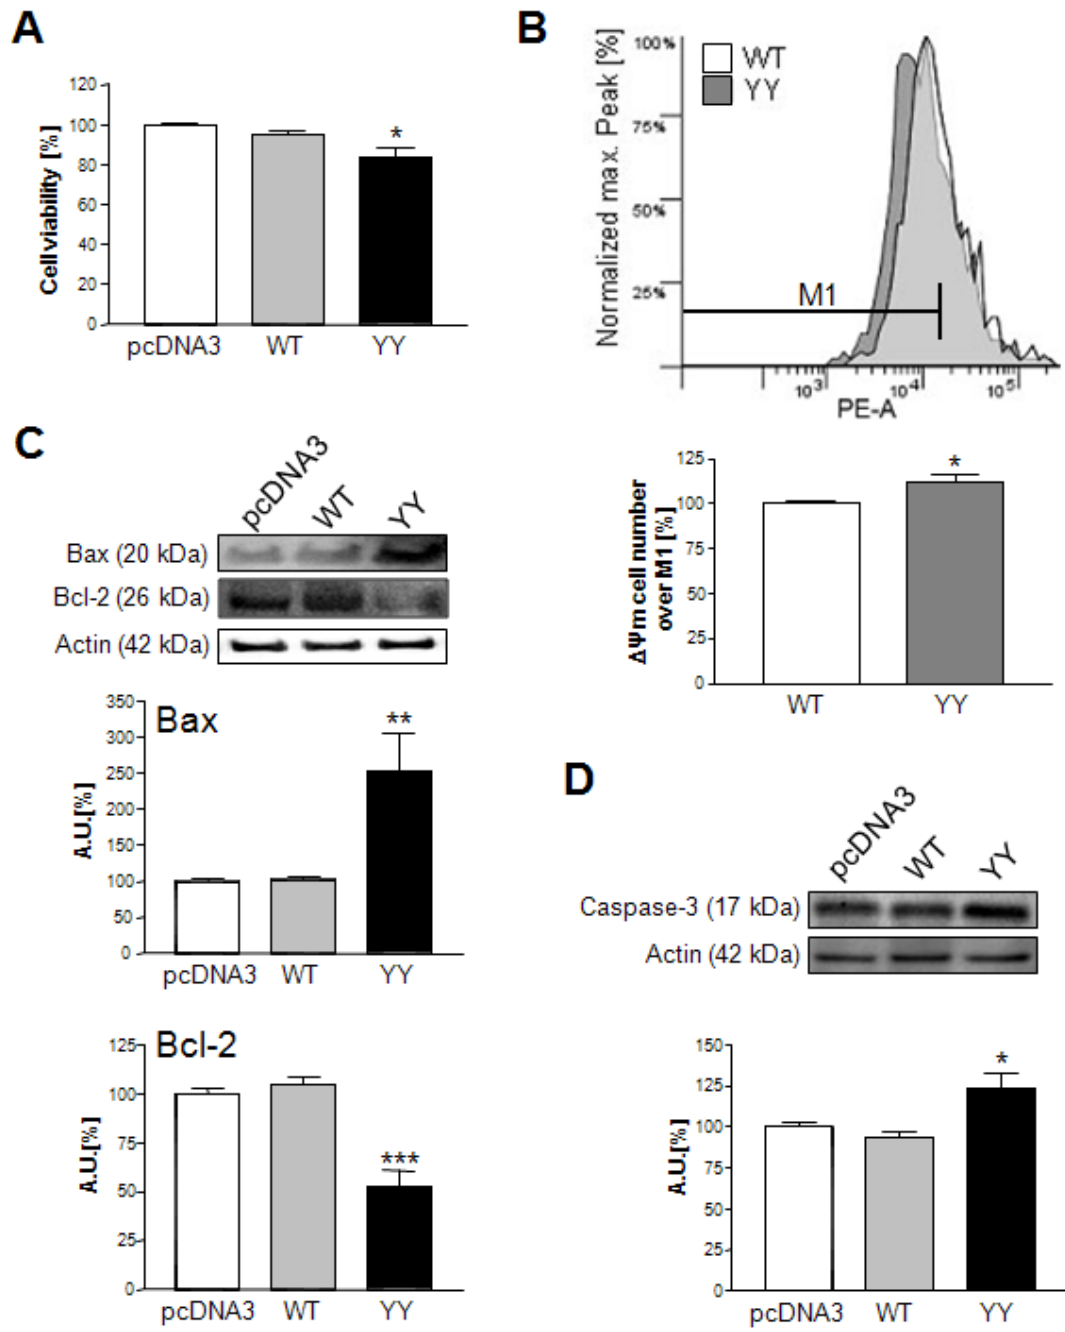 A
Cell viability [%]
120
100
80
60
40
20
0
pcDNA3 WT YY
*
B
Normalized max. Peak [%]
100%
75%
50%
25%
WT
YY
M1
10³ 10⁴ 10⁵
PE-A
ΔΨm cell number
over M1 [%]
125
100
75
50
25
0
*
WT YY
C
pcDNA3 WT YY
Bax (20 kDa)
Bcl-2 (26 kDa)
Actin (42 kDa)
Bax
A.U.[%]
350
300
250
200
150
100
50
0
**
pcDNA3 WT YY
Bcl-2
A.U.[%]
125
100
75
50
25
0
***
pcDNA3 WT YY
D
pcDNA3 WT YY
Caspase-3 (17 kDa)
Actin (42 kDa)
A.U.[%]
150
125
100
75
50
25
0
*
pcDNA3 WT YY